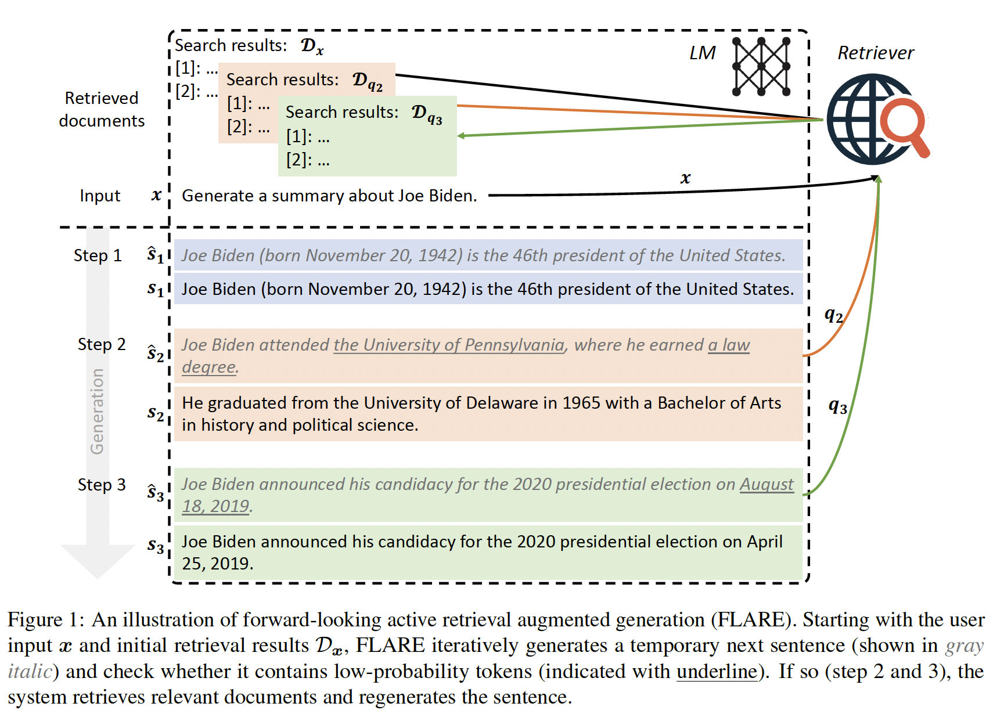 Search results: 𝒟x
[1]: ...
[2]: ...
Search results: 𝒟q2
[1]: ...
[2]: ...
Search results: 𝒟q3
[1]: ...
[2]: ...
LM
Retriever
Retrieved
documents
Input x Generate a summary about Joe Biden.
x
Generation
Step 1 ŝ1 Joe Biden (born November 20, 1942) is the 46th president of the United States.
s1 Joe Biden (born November 20, 1942) is the 46th president of the United States.
Step 2 ŝ2 Joe Biden attended the University of Pennsylvania, where he earned a law
degree.
q2
s2 He graduated from the University of Delaware in 1965 with a Bachelor of Arts
in history and political science.
q3
Step 3 ŝ3 Joe Biden announced his candidacy for the 2020 presidential election on August
18, 2019.
s3 Joe Biden announced his candidacy for the 2020 presidential election on April
25, 2019.
Figure 1: An illustration of forward-looking active retrieval augmented generation (FLARE). Starting with the user
input x and initial retrieval results 𝒟x, FLARE iteratively generates a temporary next sentence (shown in gray
italic) and check whether it contains low-probability tokens (indicated with underline). If so (step 2 and 3), the
system retrieves relevant documents and regenerates the sentence.